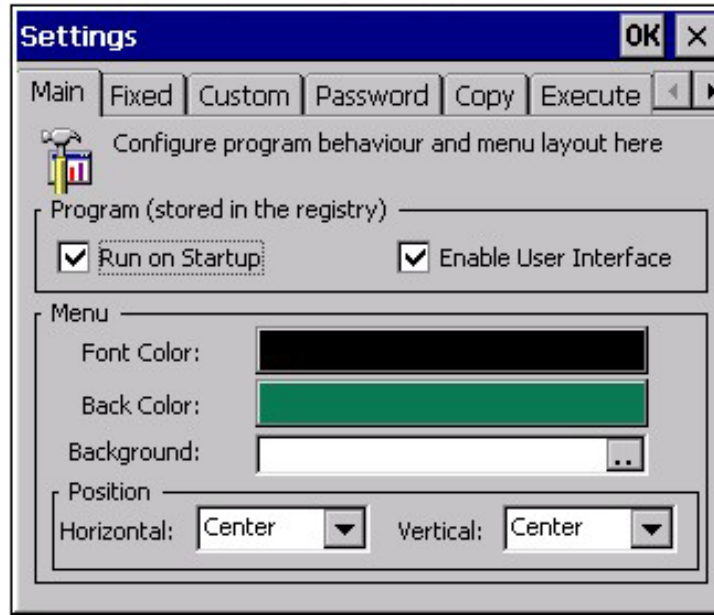 Settings OK ×
Main Fixed Custom Password Copy Execute
Configure program behaviour and menu layout here
Program (stored in the registry)
Run on Startup Enable User Interface
Menu
Font Color:
Back Color:
Background: ..
Position
Horizontal: Center Vertical: Center